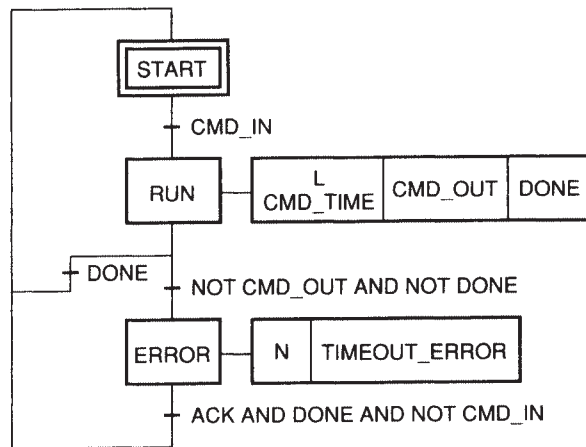 START
CMD_IN
RUN
L
CMD_TIME
CMD_OUT
DONE
DONE
NOT CMD_OUT AND NOT DONE
ERROR
N
TIMEOUT_ERROR
ACK AND DONE AND NOT CMD_IN